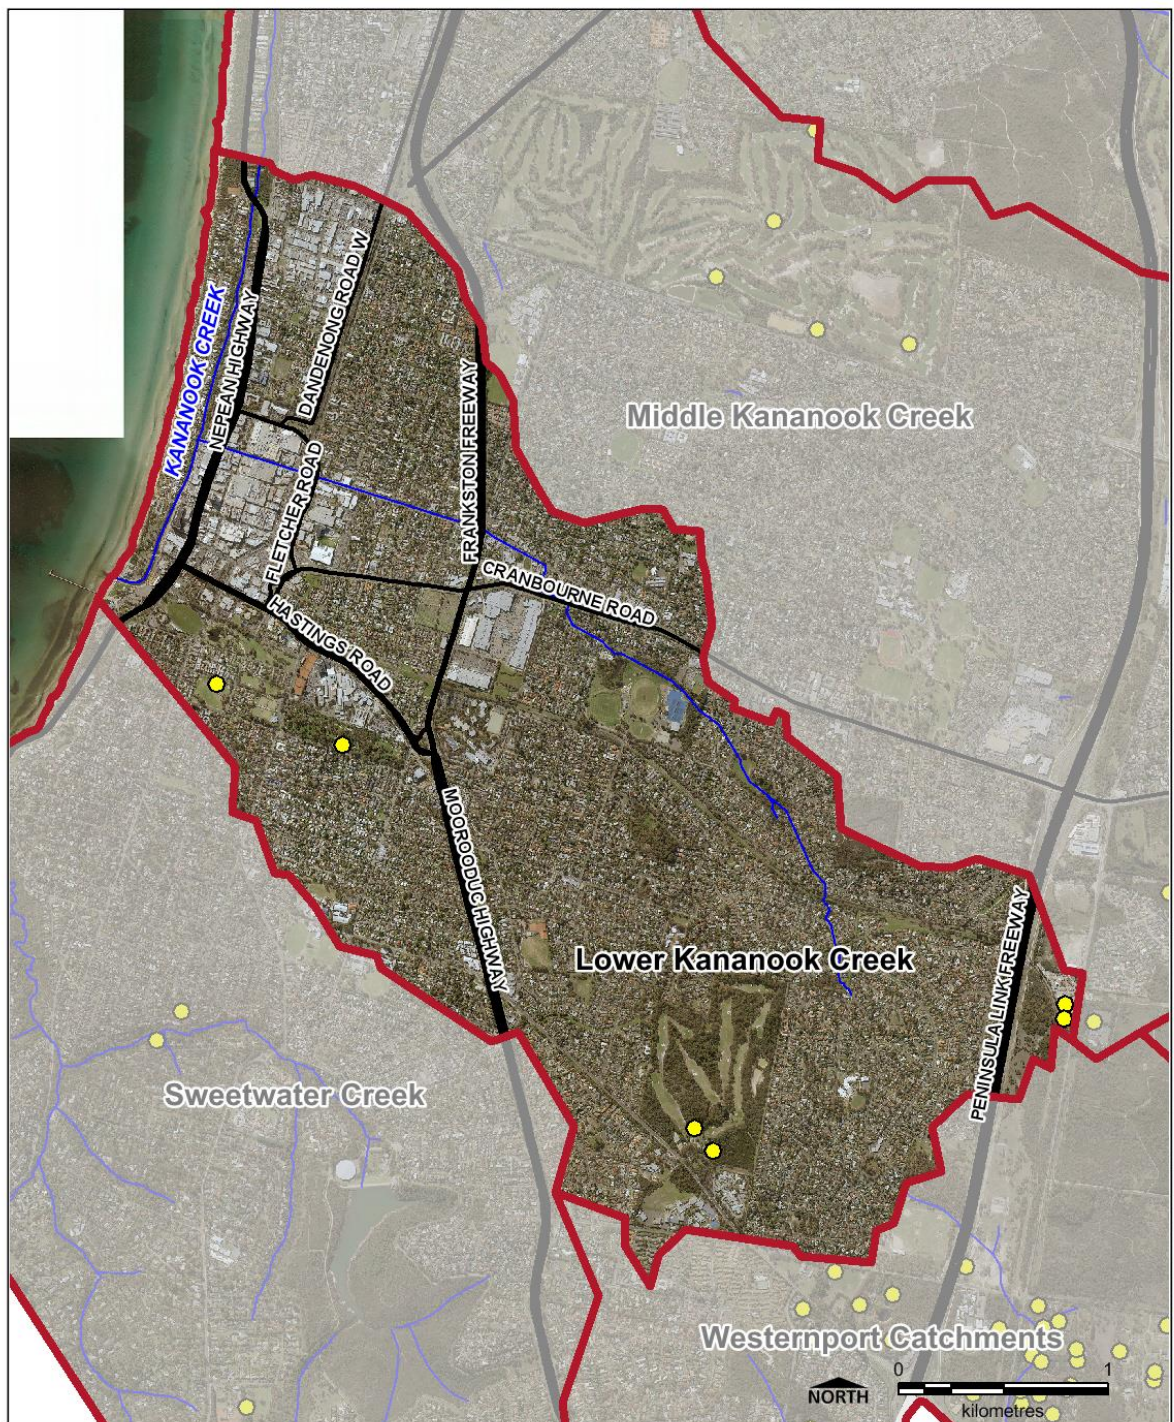 KANANOOK CREEK
NEPEAN HIGHWAY
DANDENONG ROAD W
FLETCHER ROAD
FRANKSTON FREEWAY
Middle Kananook Creek
CRANBOURNE ROAD
HASTINGS ROAD
MOOROODUC HIGHWAY
Lower Kananook Creek
PENINSULA LINK FREEWAY
Sweetwater Creek
Westernport Catchments
0 1
NORTH
kilometres